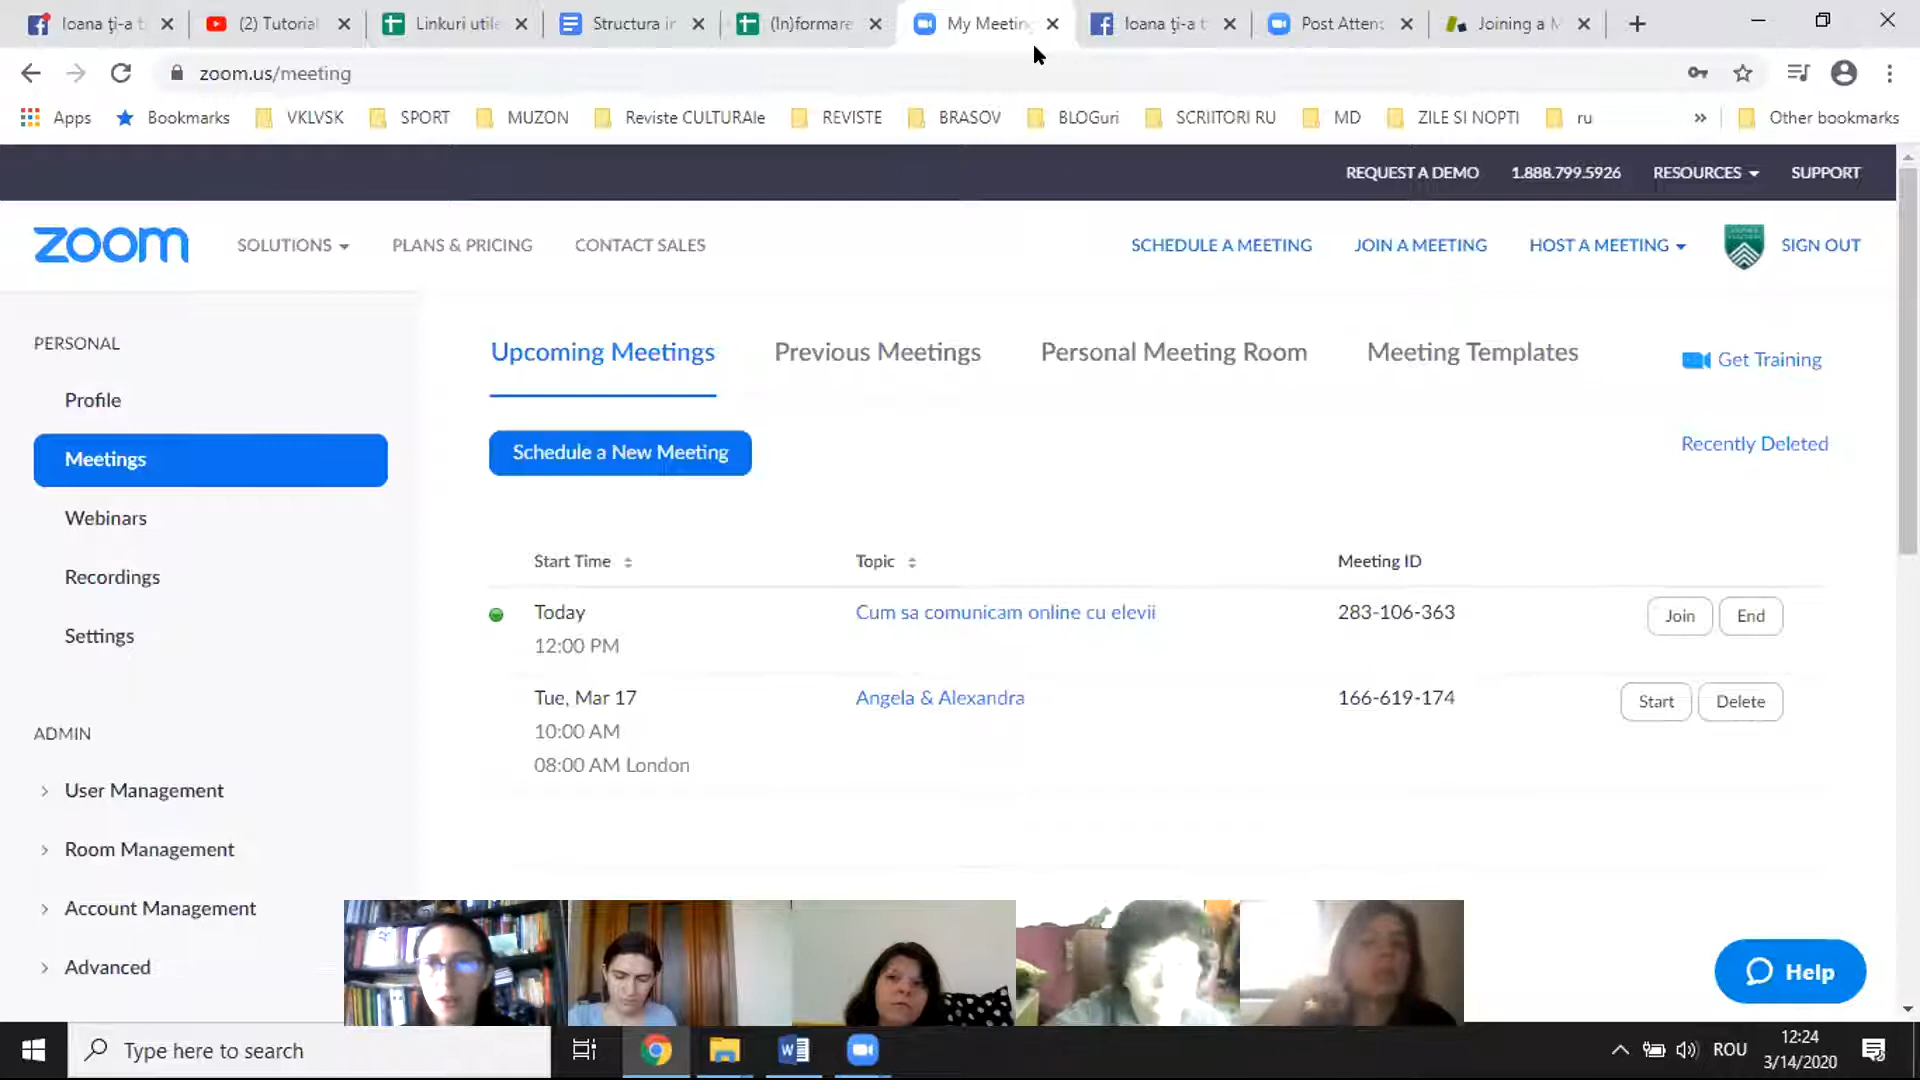 Ioana ţi-a t
(2) Tutorial
Linkuri utile
Structura în
(In)formare
My Meeting
Ioana ţi-a t
Post Atten
Joining a M
zoom.us/meeting
Apps
Bookmarks
VKLVSK
SPORT
MUZON
Reviste CULTURAle
REVISTE
BRASOV
BLOGuri
SCRIITORI RU
MD
ZILE SI NOPTI
ru
Other bookmarks
REQUEST A DEMO
1.888.799.5926
RESOURCES
SUPPORT
zoom
SOLUTIONS
PLANS & PRICING
CONTACT SALES
SCHEDULE A MEETING
JOIN A MEETING
HOST A MEETING
SIGN OUT
PERSONAL
Profile
Meetings
Webinars
Recordings
Settings
ADMIN
User Management
Room Management
Account Management
Advanced
Upcoming Meetings
Previous Meetings
Personal Meeting Room
Meeting Templates
Get Training
Schedule a New Meeting
Recently Deleted
Start Time
Topic
Meeting ID
Today
12:00 PM
Cum sa comunicam online cu elevii
283-106-363
Join
End
Tue, Mar 17
10:00 AM
08:00 AM London
Angela & Alexandra
166-619-174
Start
Delete
Help
Type here to search
ROU
12:24
3/14/2020